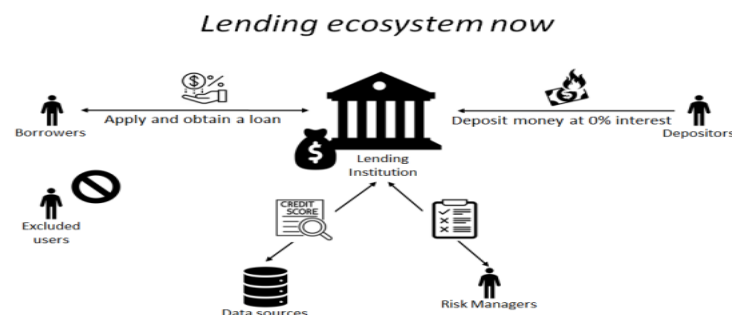 Lending ecosystem now
Apply and obtain a loan
Deposit money at 0% interest
Borrowers
Depositors
Lending
Institution
Excluded
users
CREDIT
SCORE
Data sources
Risk Managers